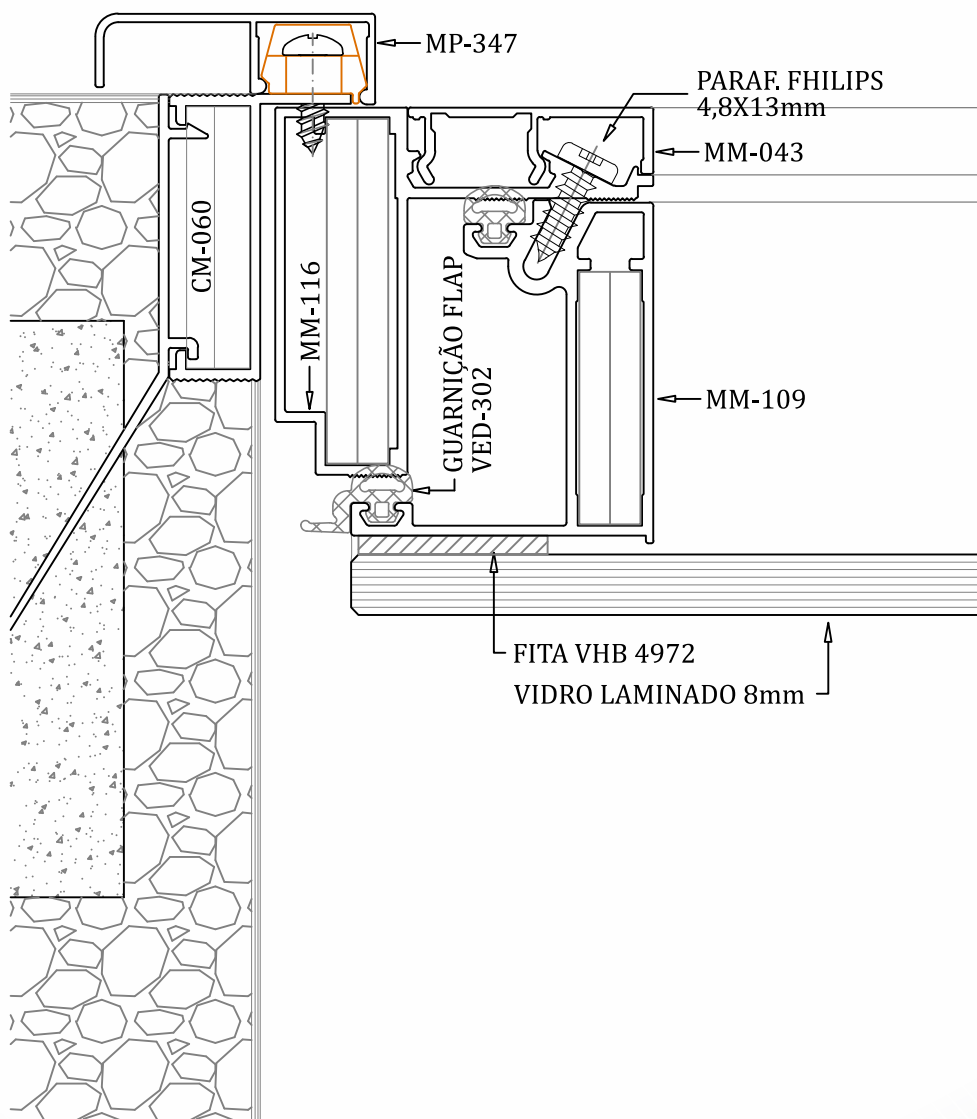 MP-347
PARAF. FHILIPS
4,8X13mm
MM-043
CM-060
MM-116
GUARNIÇÃO FLAP
VED-302
MM-109
FITA VHB 4972
VIDRO LAMINADO 8mm